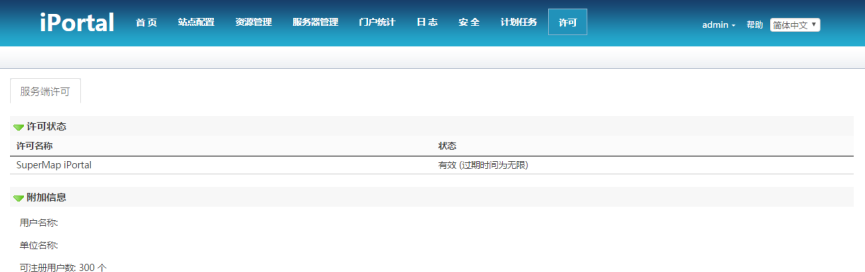 iPortal 首页 站点配置 资源管理 服务器管理 门户统计 日志 安全 计划任务 许可 admin 帮助 简体中文
服务端许可
许可状态
许可名称 状态
SuperMap iPortal 有效 (过期时间为无限)
附加信息
用户名称:
单位名称:
可注册用户数: 300 个